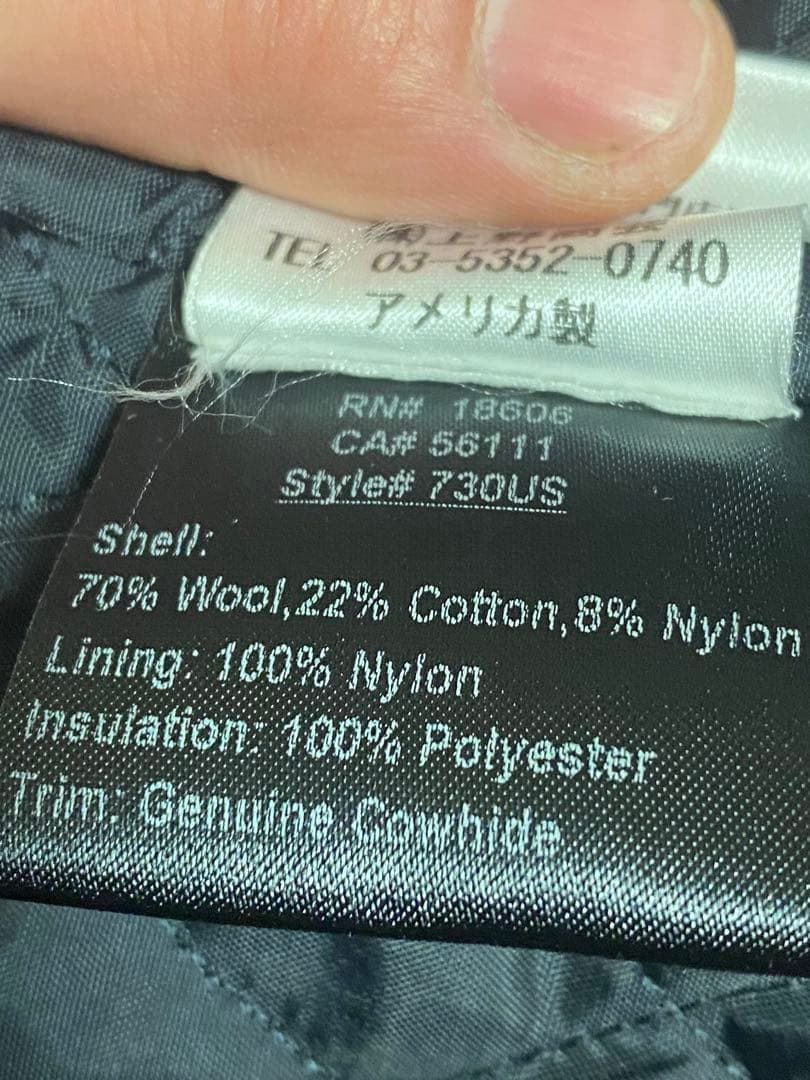 TEL 03-5352-0740
アメリカ製
RN# 18606
CA# 56111
Style# 730US
Shell:
70% Wool,22% Cotton,8% Nylon
Lining: 100% Nylon
Insulation: 100% Polyester
Trim: Genuine Cowhide